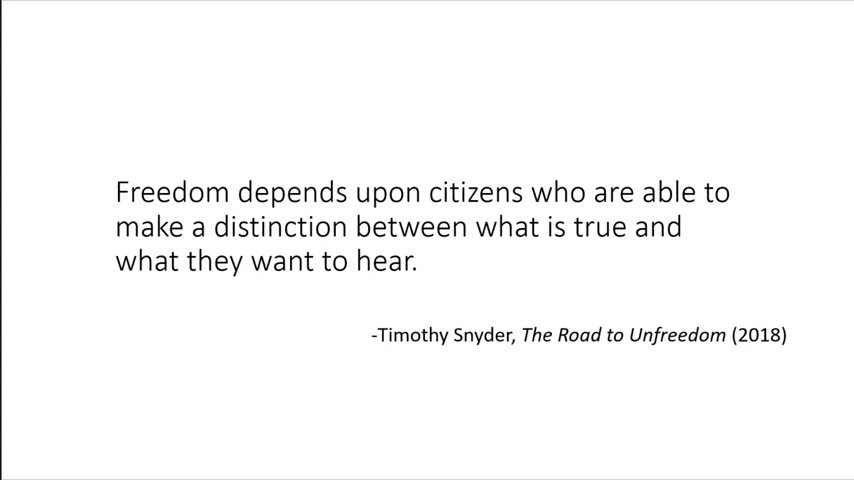 Freedom depends upon citizens who are able to
make a distinction between what is true and
what they want to hear.
-Timothy Snyder, The Road to Unfreedom (2018)